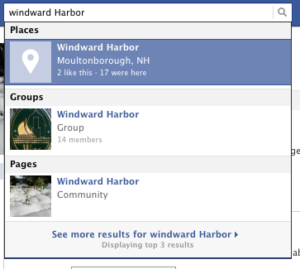 windward Harbor
Places
Windward Harbor
Moultonborough, NH
2 like this · 17 were here
Groups
Windward Harbor
Group
14 members
Pages
Windward Harbor
Community
See more results for windward Harbor
Displaying top 3 results